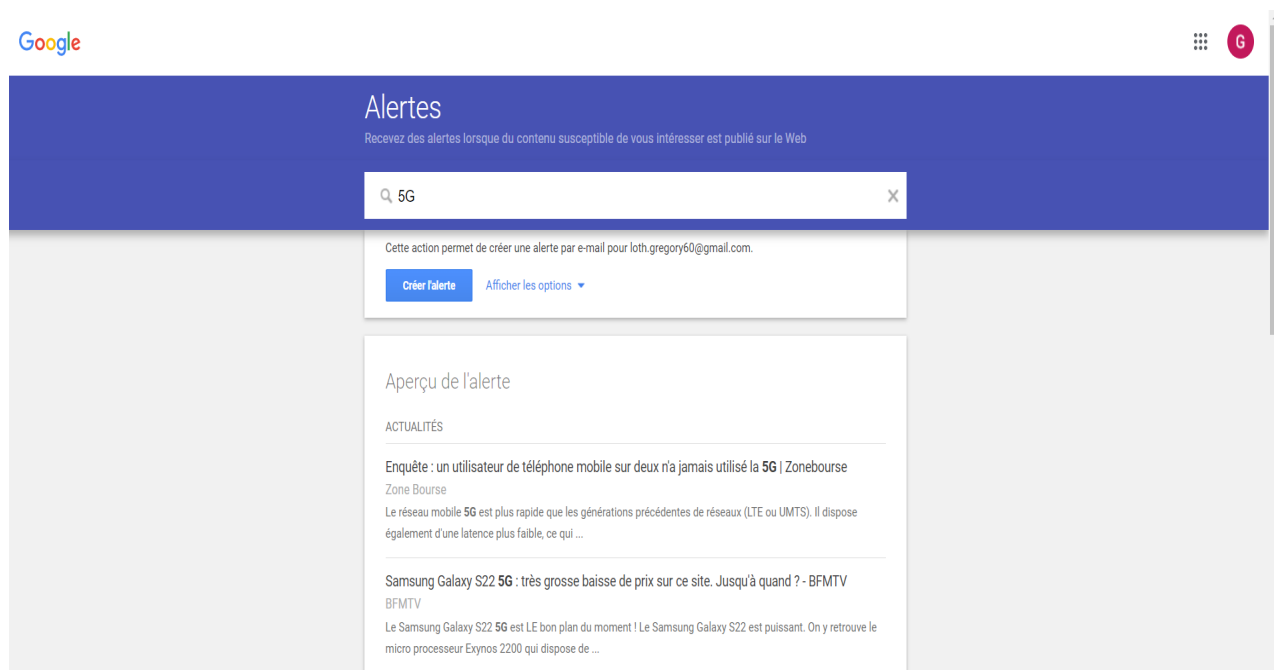 Google
G
Alertes
Recevez des alertes lorsque du contenu susceptible de vous intéresser est publié sur le Web
5G
Cette action permet de créer une alerte par e-mail pour loth.gregory60@gmail.com.
Créer l'alerte Afficher les options
Aperçu de l'alerte
ACTUALITÉS
Enquête : un utilisateur de téléphone mobile sur deux n'a jamais utilisé la 5G | Zonebourse
Zone Bourse
Le réseau mobile 5G est plus rapide que les générations précédentes de réseaux (LTE ou UMTS). Il dispose
également d'une latence plus faible, ce qui ...
Samsung Galaxy S22 5G : très grosse baisse de prix sur ce site. Jusqu'à quand ? - BFMTV
BFMTV
Le Samsung Galaxy S22 5G est LE bon plan du moment ! Le Samsung Galaxy S22 est puissant. On y retrouve le
micro processeur Exynos 2200 qui dispose de ...